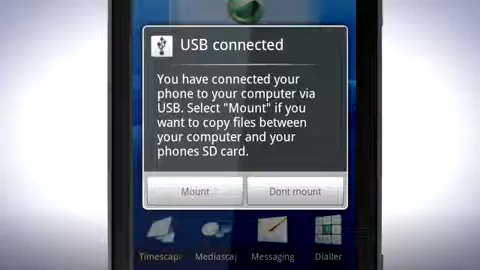 USB connected
You have connected your
phone to your computer via
USB. Select "Mount" if you
want to copy files between
your computer and your
phones SD card.
Mount
Dont mount
Timescape
Mediascap
Messaging
Dialler